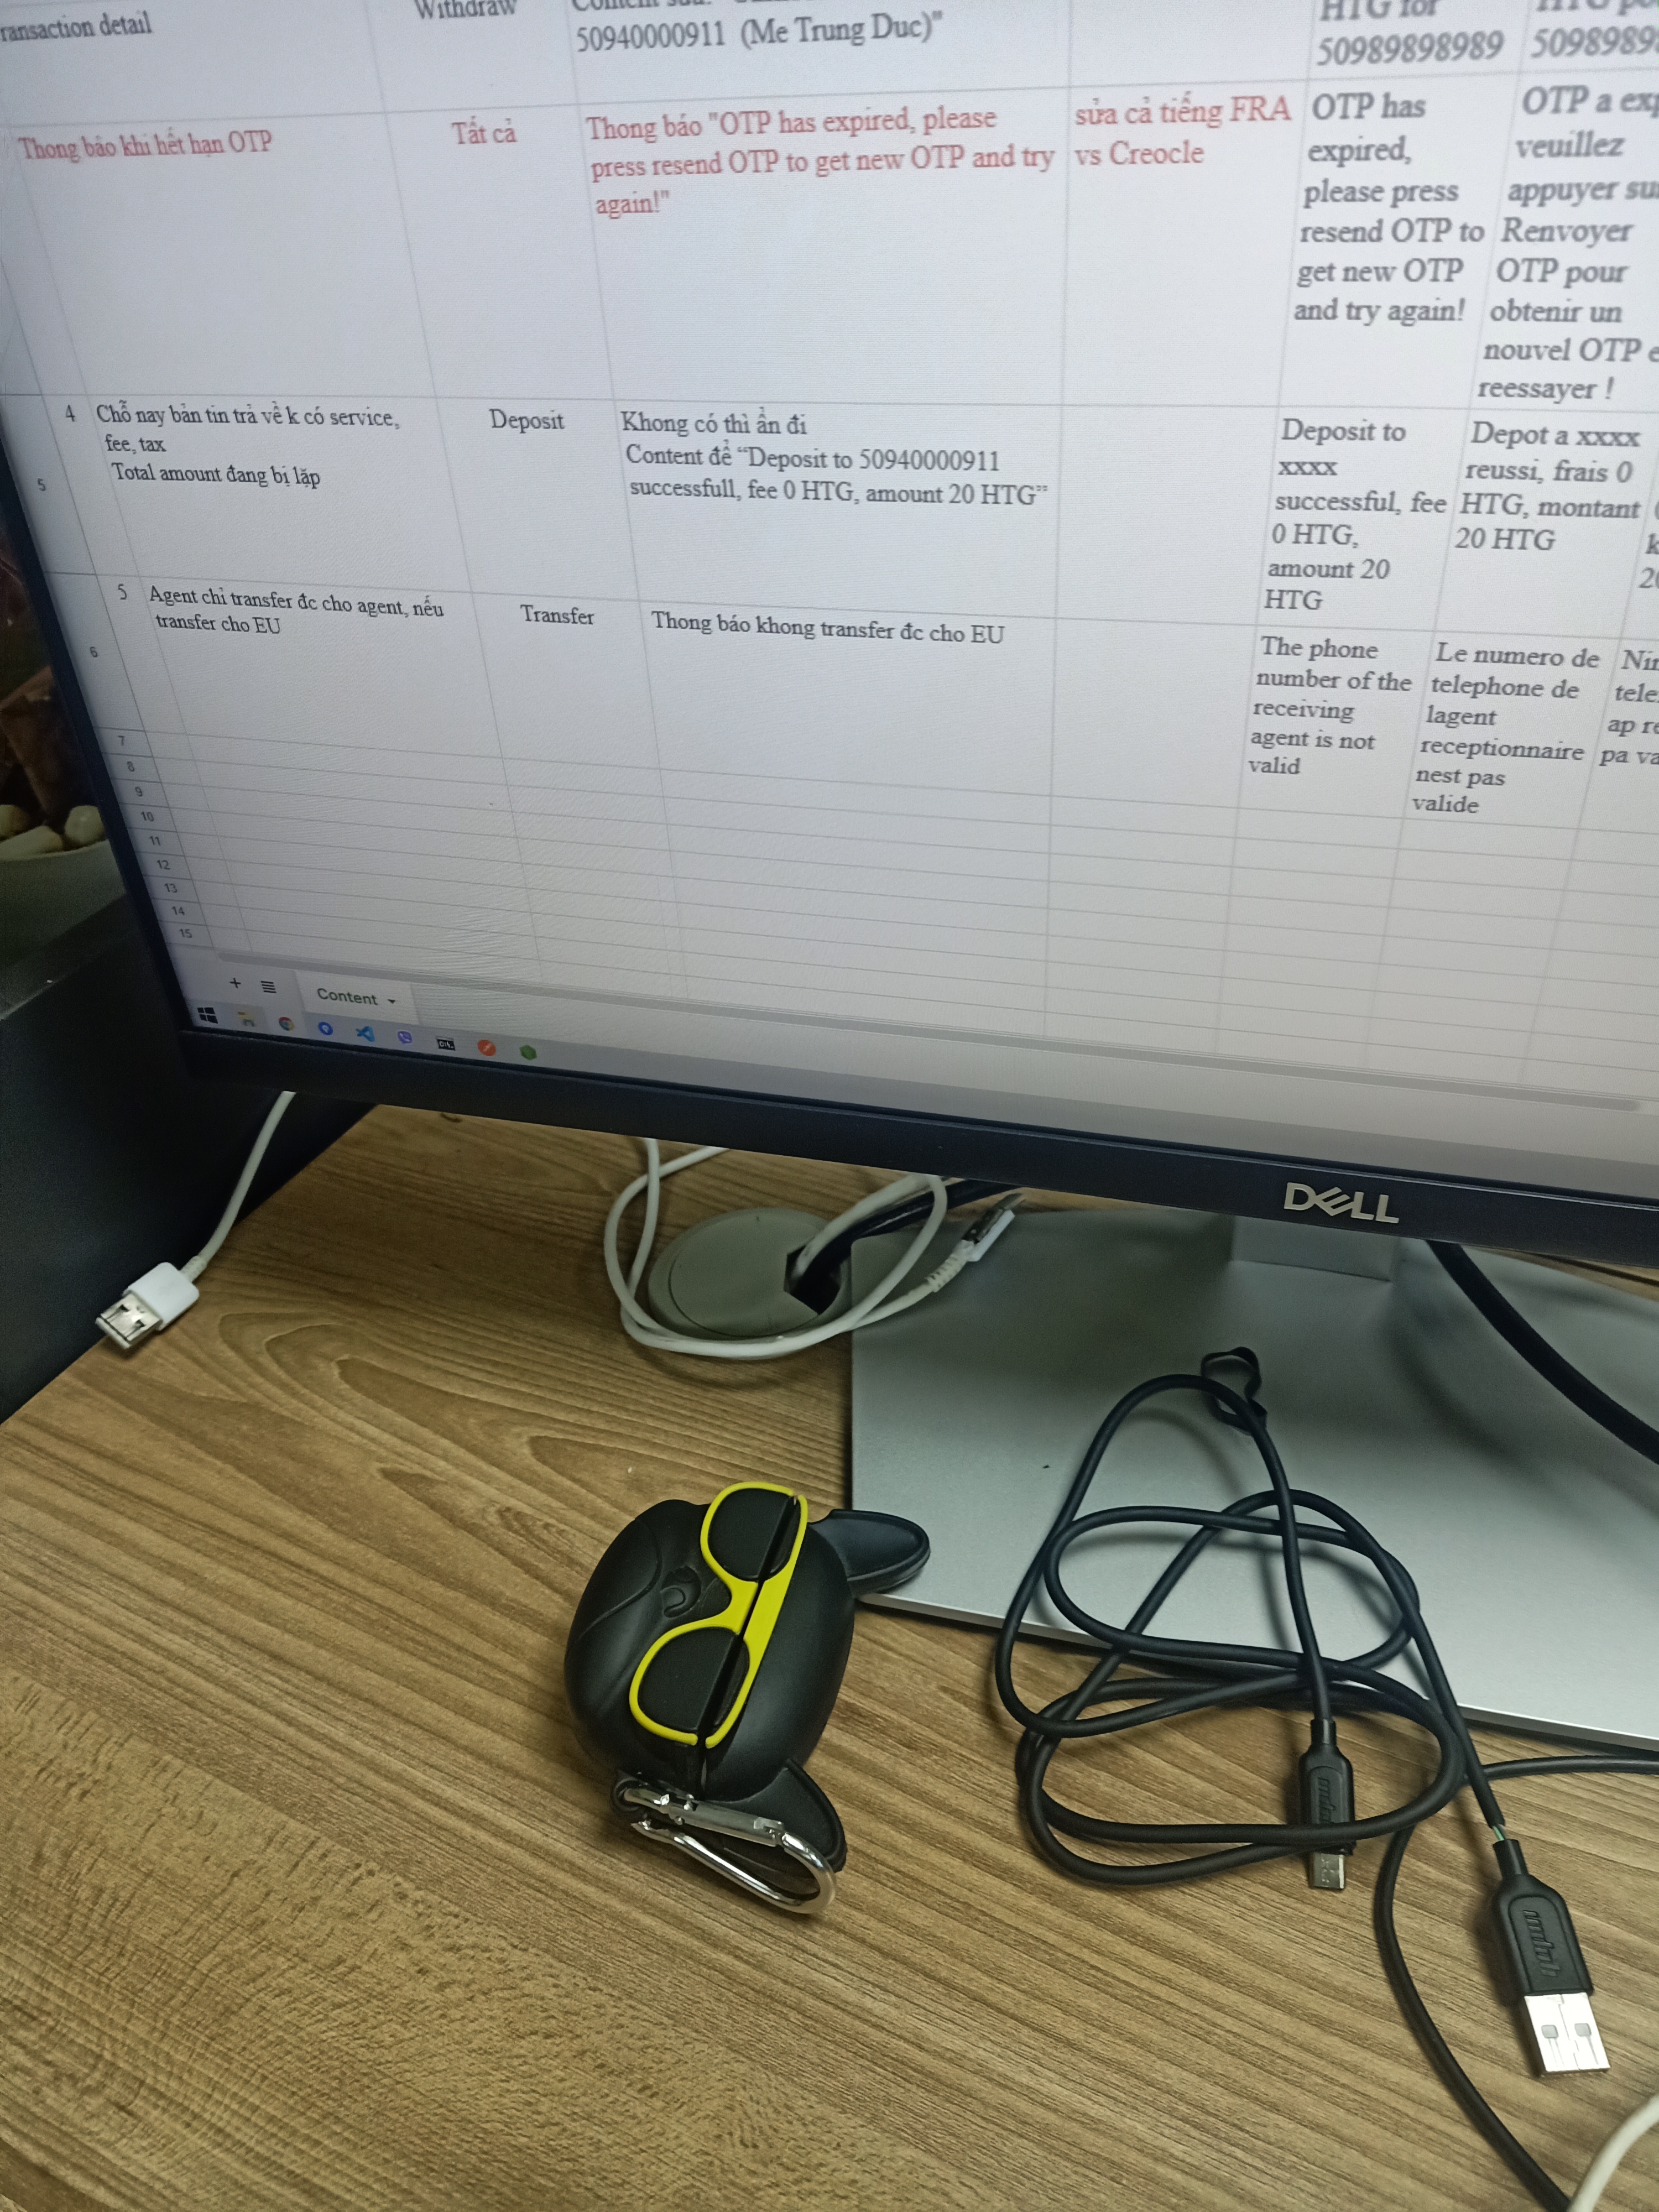 ransaction detail
Withdraw
50940000911 (Me Trung Duc)"
HTG for
50989898989
Thong báo khi hết hạn OTP
Tất cả
Thong báo "OTP has expired, please
press resend OTP to get new OTP and try
again!"
sửa cả tiếng FRA
vs Creocle
OTP has
expired,
please press
resend OTP to
get new OTP
and try again!
OTP a
veuillez
appuyer
Renvoyer
OTP pour
obtenir un
nouvel OTP
reessayer !
4
Chỗ nay bản tin trả về k có service,
fee, tax
Total amount đang bị lặp
Deposit
Khong có thì ẩn đi
Content để “Deposit to 50940000911
successfull, fee 0 HTG, amount 20 HTG”
Deposit to
xxxx
successful, fee
0 HTG,
amount 20
HTG
Depot a xxxx
reussi, frais 0
HTG, montant
20 HTG
5
5
Agent chỉ transfer đc cho agent, nếu
transfer cho EU
Transfer
Thong báo khong transfer đc cho EU
The phone
number of the
receiving
agent is not
valid
Le numero de
telephone de
lagent
receptionnaire
nest pas
valide
ap
pa
6
7
8
9
10
11
12
13
14
15
Content
DELL